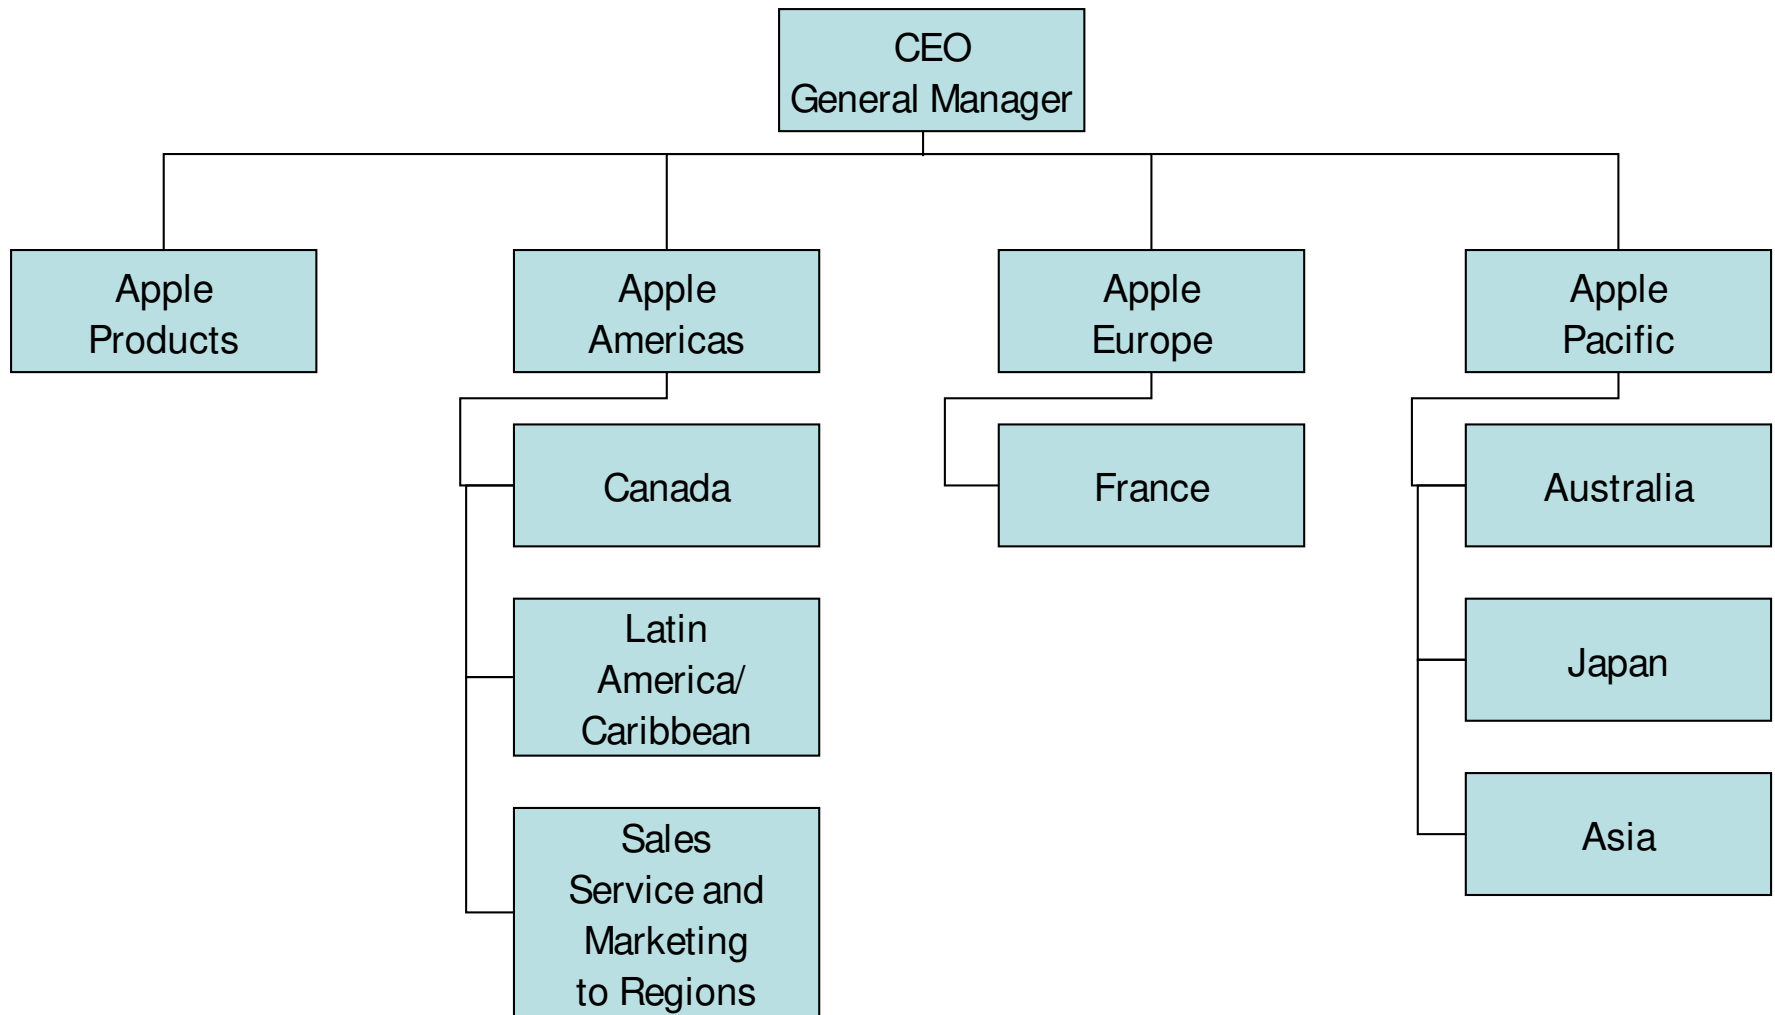 CEO
General Manager
Apple
Products
Apple
Americas
Apple
Europe
Apple
Pacific
Canada
France
Australia
Latin
America/
Caribbean
Japan
Sales
Service and
Marketing
to Regions
Asia